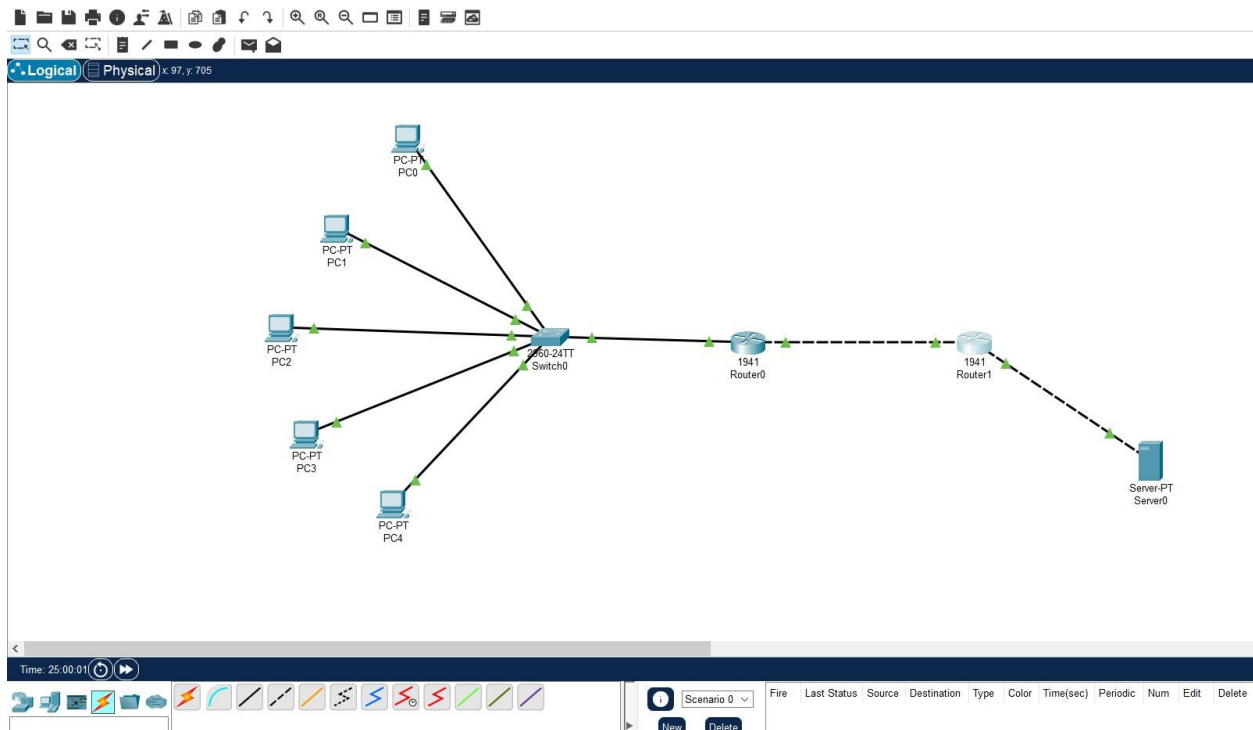 Logical Physical x: 97, y: 705
PC-PT
PC0
PC-PT
PC1
PC-PT
PC2
2960-24TT
Switch0
1941
Router0
1941
Router1
PC-PT
PC3
Server-PT
Server0
PC-PT
PC4
Time: 25:00:01
Scenario 0
Fire Last Status Source Destination Type Color Time(sec) Periodic Num Edit Delete
New Delete